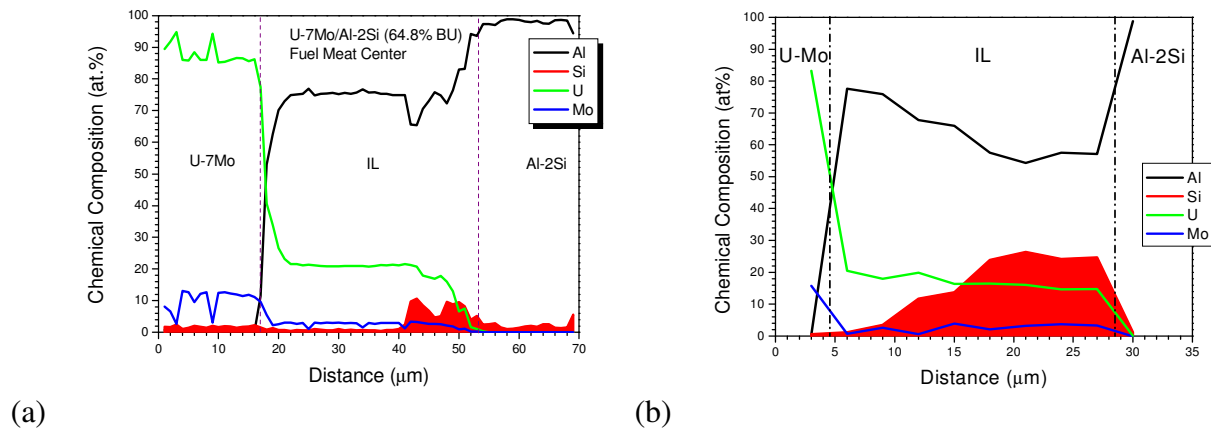 U-7Mo/Al-2Si (64.8% BU)
Fuel Meat Center
Al
Si
U
Mo
U-7Mo
IL
Al-2Si
Chemical Composition (at.%)
100
90
80
70
60
50
40
30
20
10
0
0 10 20 30 40 50 60 70
Distance (μm)
(a)
U-Mo
IL
Al-2Si
Al
Si
U
Mo
Chemical Composition (at%)
100
90
80
70
60
50
40
30
20
10
0
0 5 10 15 20 25 30 35
Distance (μm)
(b)